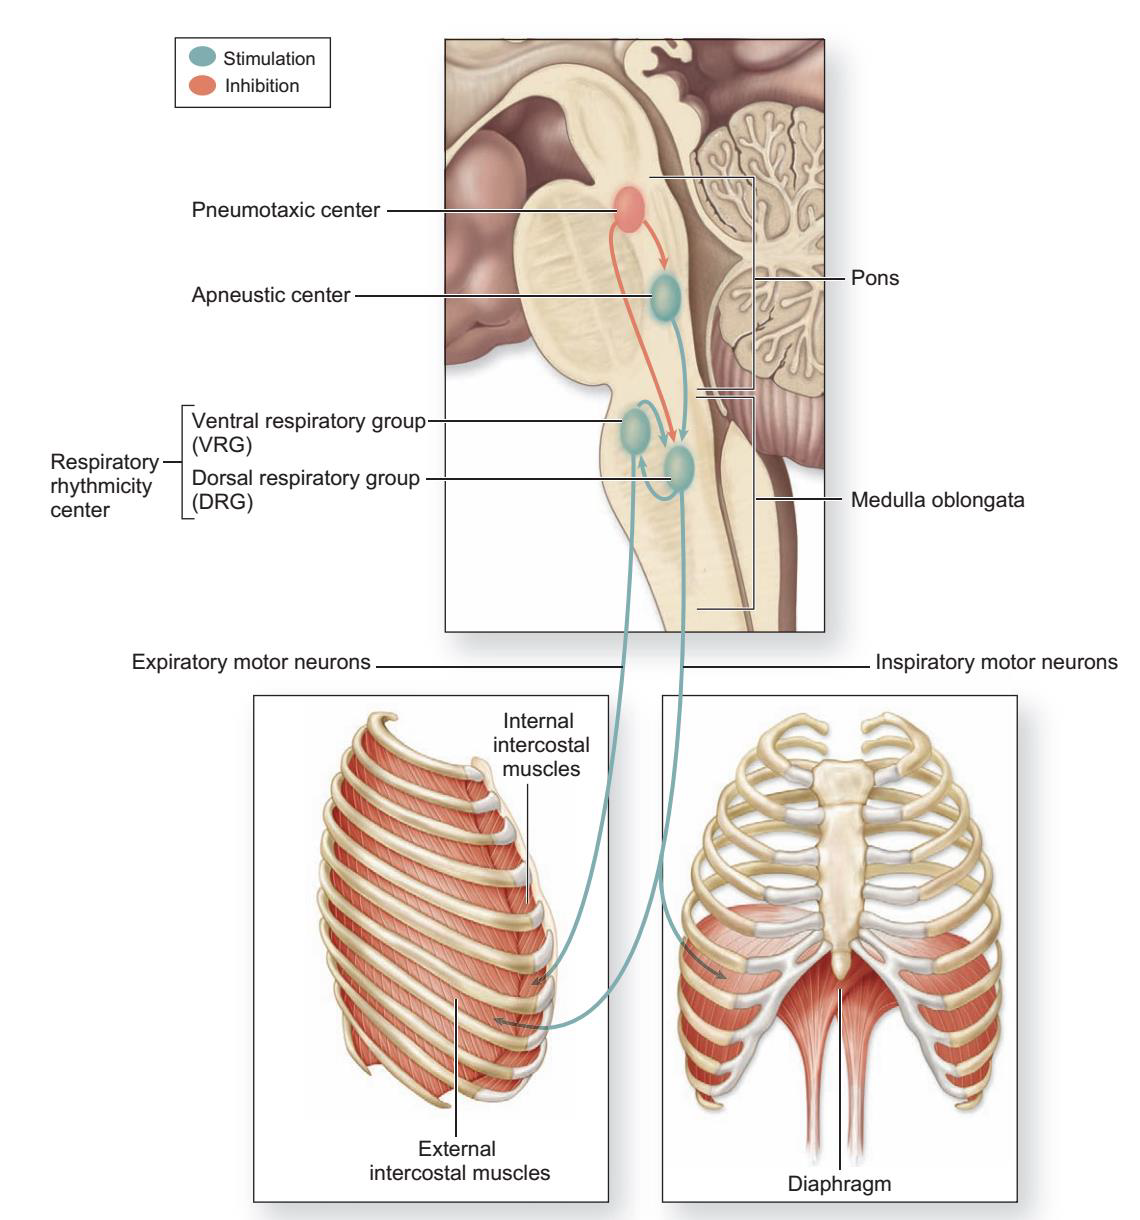 Stimulation
Inhibition
Pneumotaxic center
Apneustic center
Pons
Ventral respiratory group
(VRG)
Respiratory
rhythmicity
center
Dorsal respiratory group
(DRG)
Medulla oblongata
Expiratory motor neurons
Inspiratory motor neurons
Internal
intercostal
muscles
External
intercostal muscles
Diaphragm